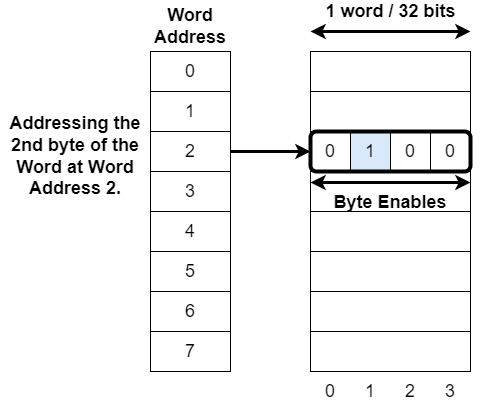 Word
Address
1 word / 32 bits
0
1
Addressing the
2nd byte of the
Word at Word
Address 2.
2
0 1 0 0
Byte Enables
3
4
5
6
7
0 1 2 3